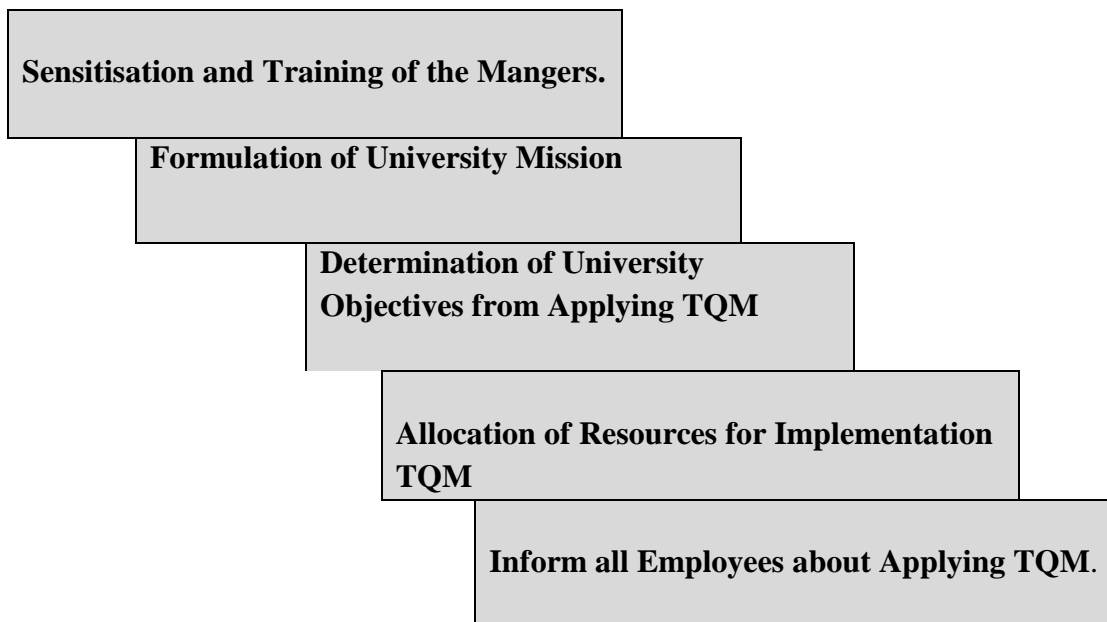 Sensitisation and Training of the Mangers.
Formulation of University Mission
Determination of University
Objectives from Applying TQM
Allocation of Resources for Implementation
TQM
Inform all Employees about Applying TQM.